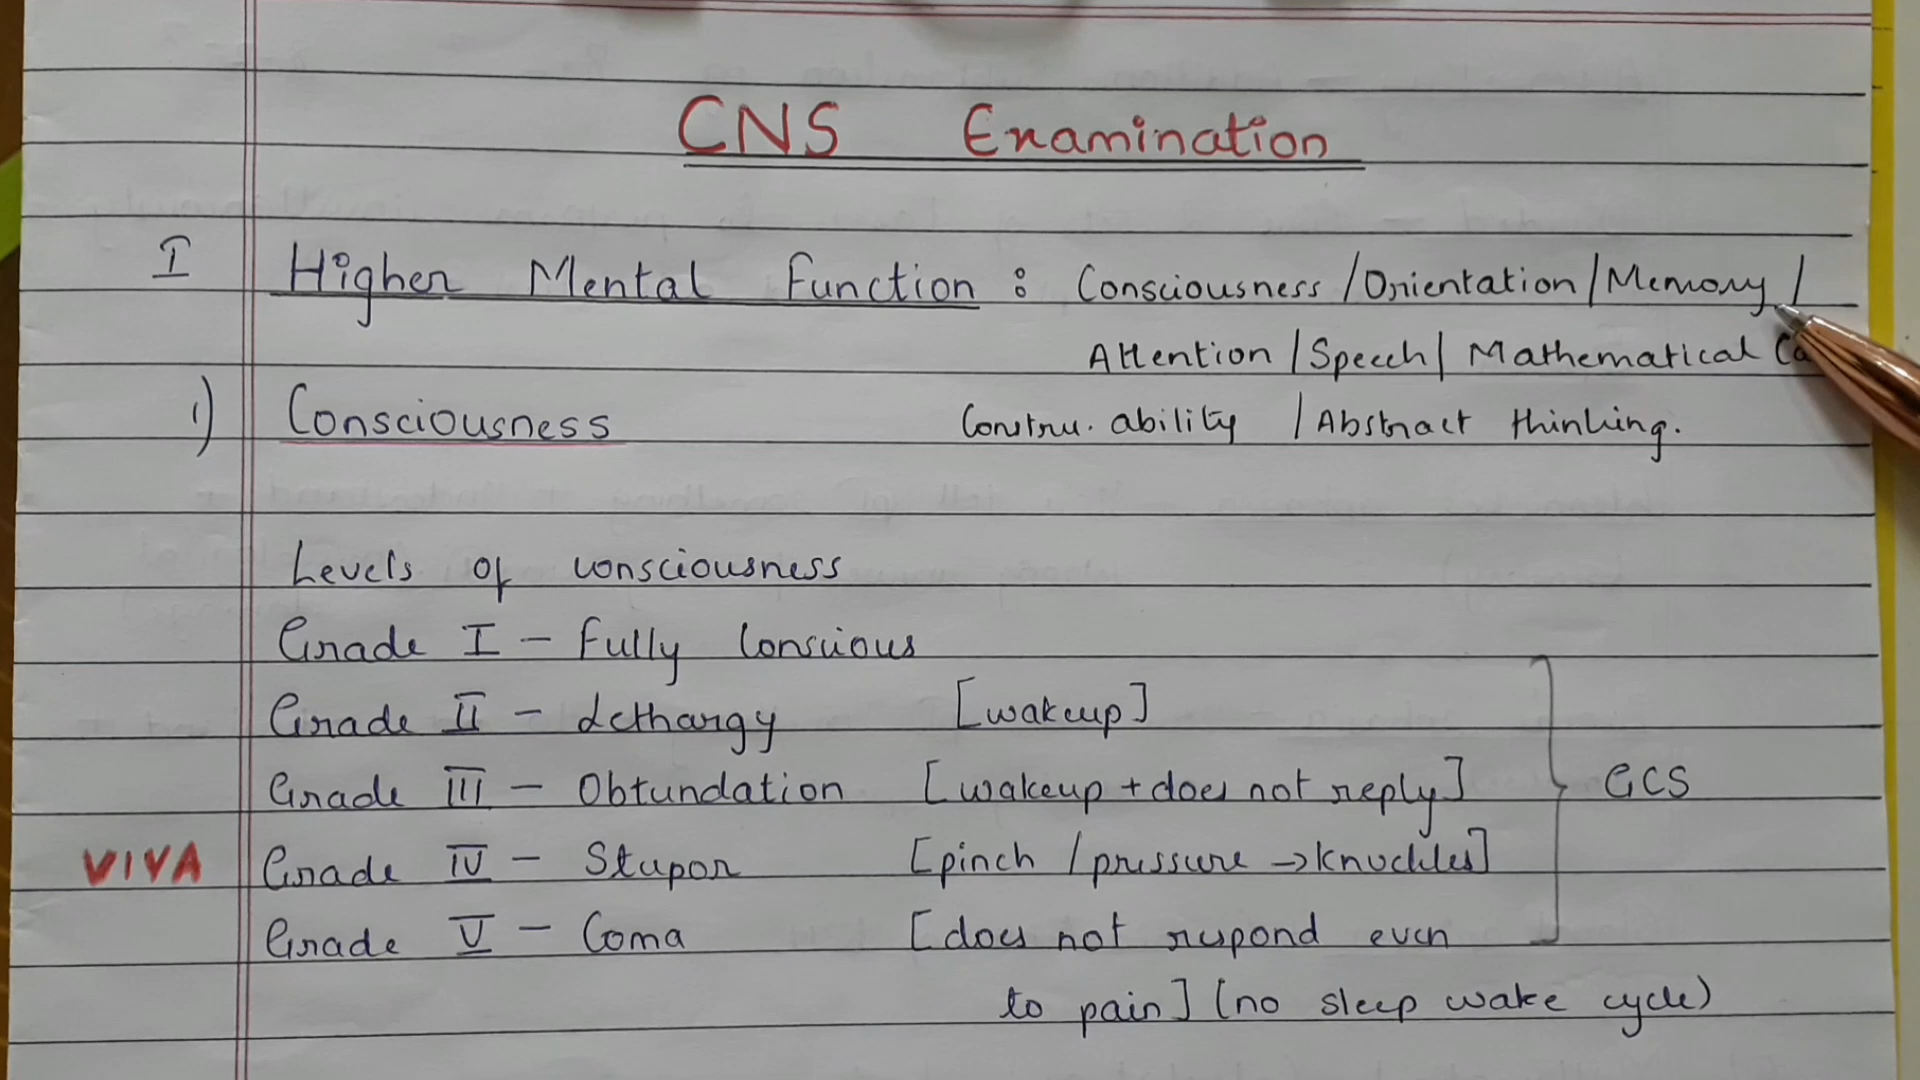 CNS Examination
I Higher Mental Function : Consciousness / Orientation / Memory /
Attention / Speech / Mathematical
1) Consciousness Constru. ability / Abstract thinking.
Levels of consciousness
Grade I - Fully conscious
Grade II - Lethargy [wakeup]
Grade III - Obtundation [wakeup + does not reply] GCS
VIVA Grade IV - Stupor [pinch / pressure → knuckles]
Grade V - Coma [does not respond even
to pain] (no sleep wake cycle)